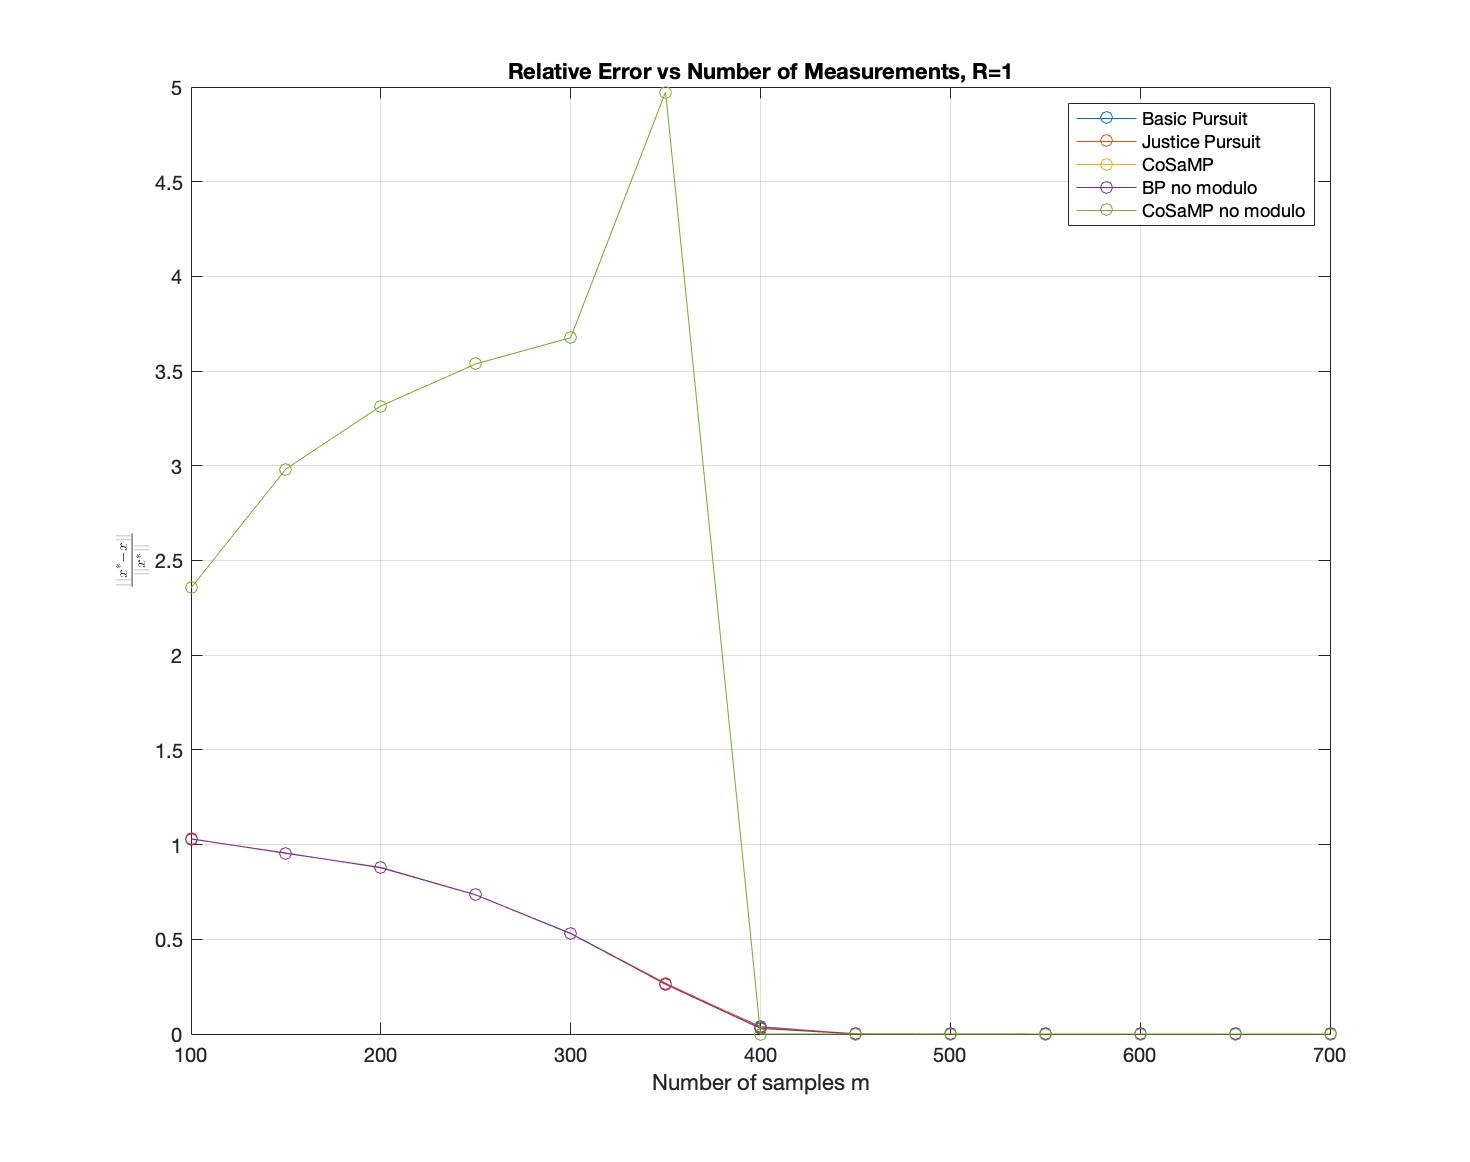 Relative Error vs Number of Measurements, R=1
5
4.5
4
3.5
3
2.5
2
1.5
1
0.5
0
||x*−x||
||x*||
Basic Pursuit
Justice Pursuit
CoSaMP
BP no modulo
CoSaMP no modulo
100 200 300 400 500 600 700
Number of samples m